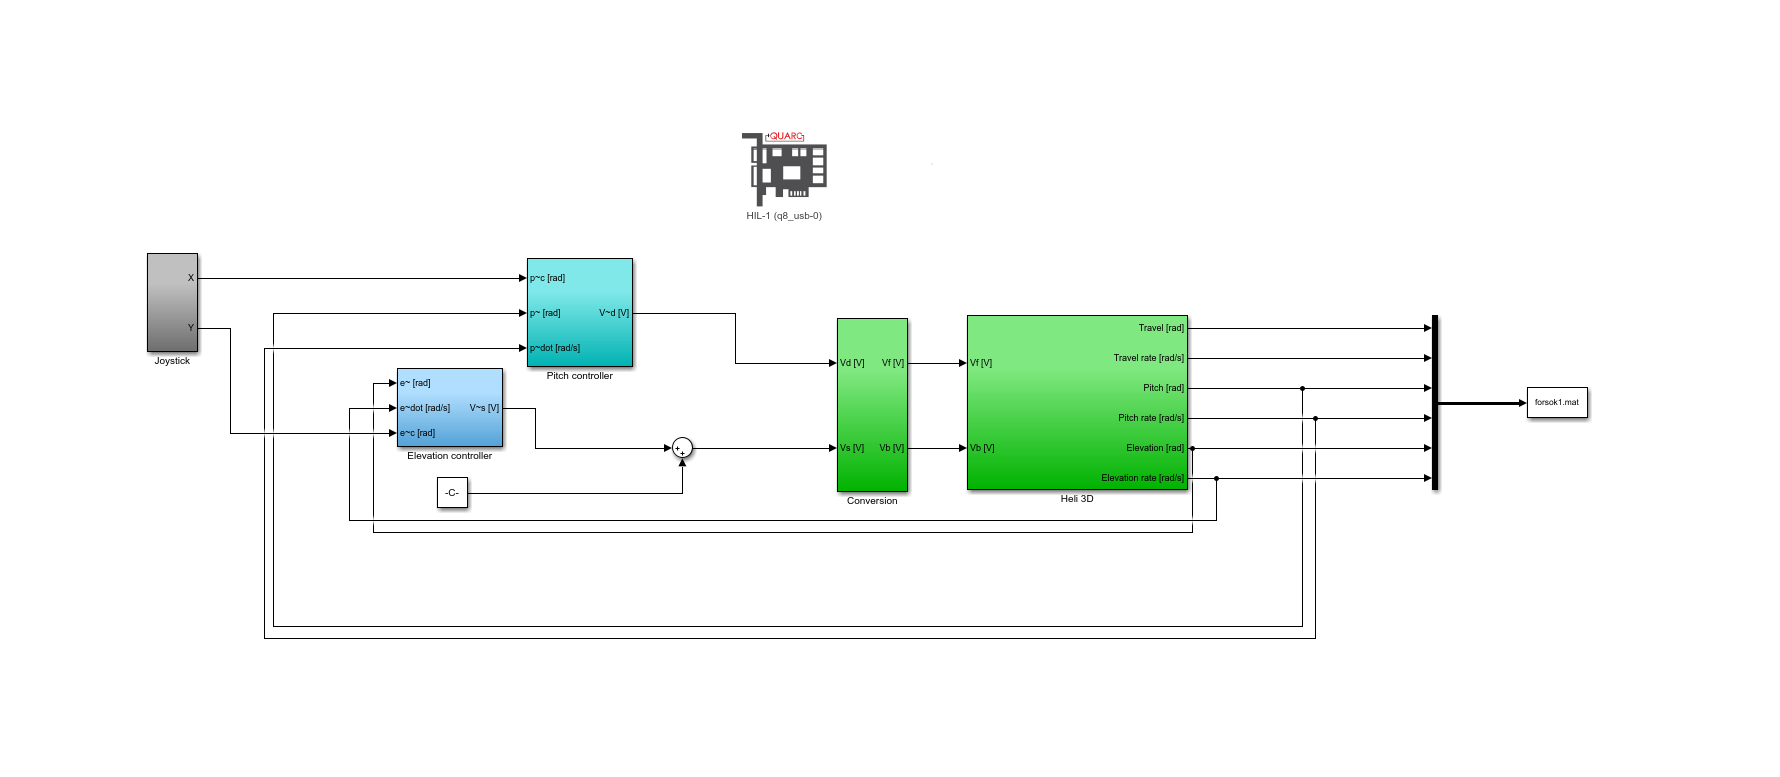 QUARC
HIL-1 (q8_usb-0)
X
Y
Joystick
p~c [rad]
p~ [rad]
p~dot [rad/s]
V~d [V]
Pitch controller
e~ [rad]
e~dot [rad/s]
e~c [rad]
V~s [V]
Elevation controller
-C-
+
+
Vd [V]
Vs [V]
Vf [V]
Vb [V]
Conversion
Vf [V]
Vb [V]
Travel [rad]
Travel rate [rad/s]
Pitch [rad]
Pitch rate [rad/s]
Elevation [rad]
Elevation rate [rad/s]
Heli 3D
forsok1.mat